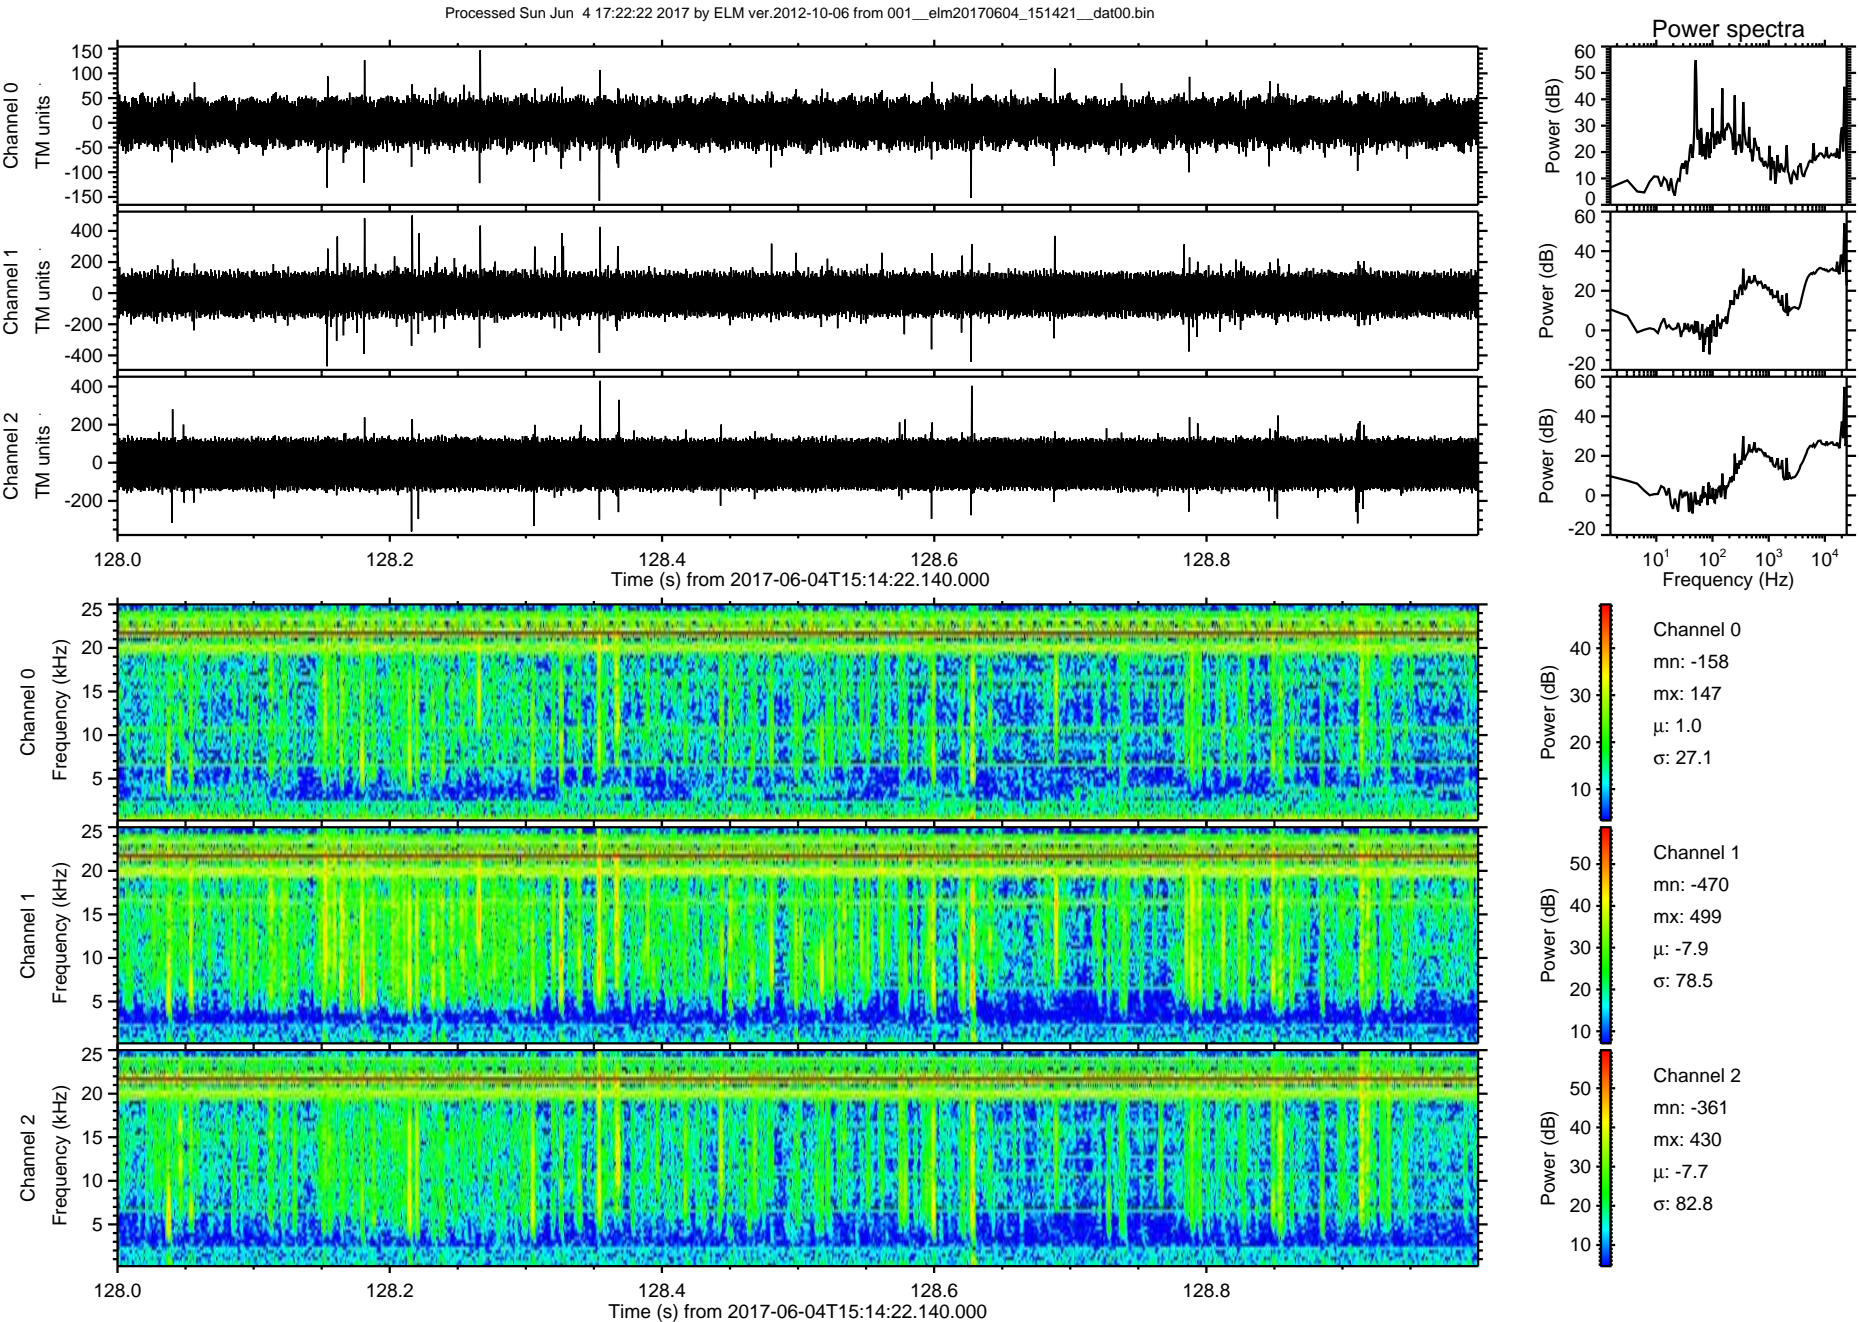 Processed Sun Jun 4 17:22:22 2017 by ELM ver.2012-10-06 from 001__elm20170604_151421__dat00.bin
Power spectra
Channel 0
TM units
150
100
50
0
-50
-100
-150
Power (dB)
60
50
40
30
20
10
0
Channel 1
TM units
400
200
0
-200
-400
Power (dB)
60
40
20
0
-20
Channel 2
TM units
400
200
0
-200
Power (dB)
60
40
20
0
-20
128.0 128.2 128.4 128.6 128.8
Time (s) from 2017-06-04T15:14:22.140.000
10¹ 10² 10³ 10⁴
Frequency (Hz)
Channel 0
Frequency (kHz)
25
20
15
10
5
Power (dB)
40
30
20
10
Channel 0
mn: -158
mx: 147
μ: 1.0
σ: 27.1
Channel 1
Frequency (kHz)
25
20
15
10
5
Power (dB)
50
40
30
20
10
Channel 1
mn: -470
mx: 499
μ: -7.9
σ: 78.5
Channel 2
Frequency (kHz)
25
20
15
10
5
Power (dB)
50
40
30
20
10
Channel 2
mn: -361
mx: 430
μ: -7.7
σ: 82.8
128.0 128.2 128.4 128.6 128.8
Time (s) from 2017-06-04T15:14:22.140.000